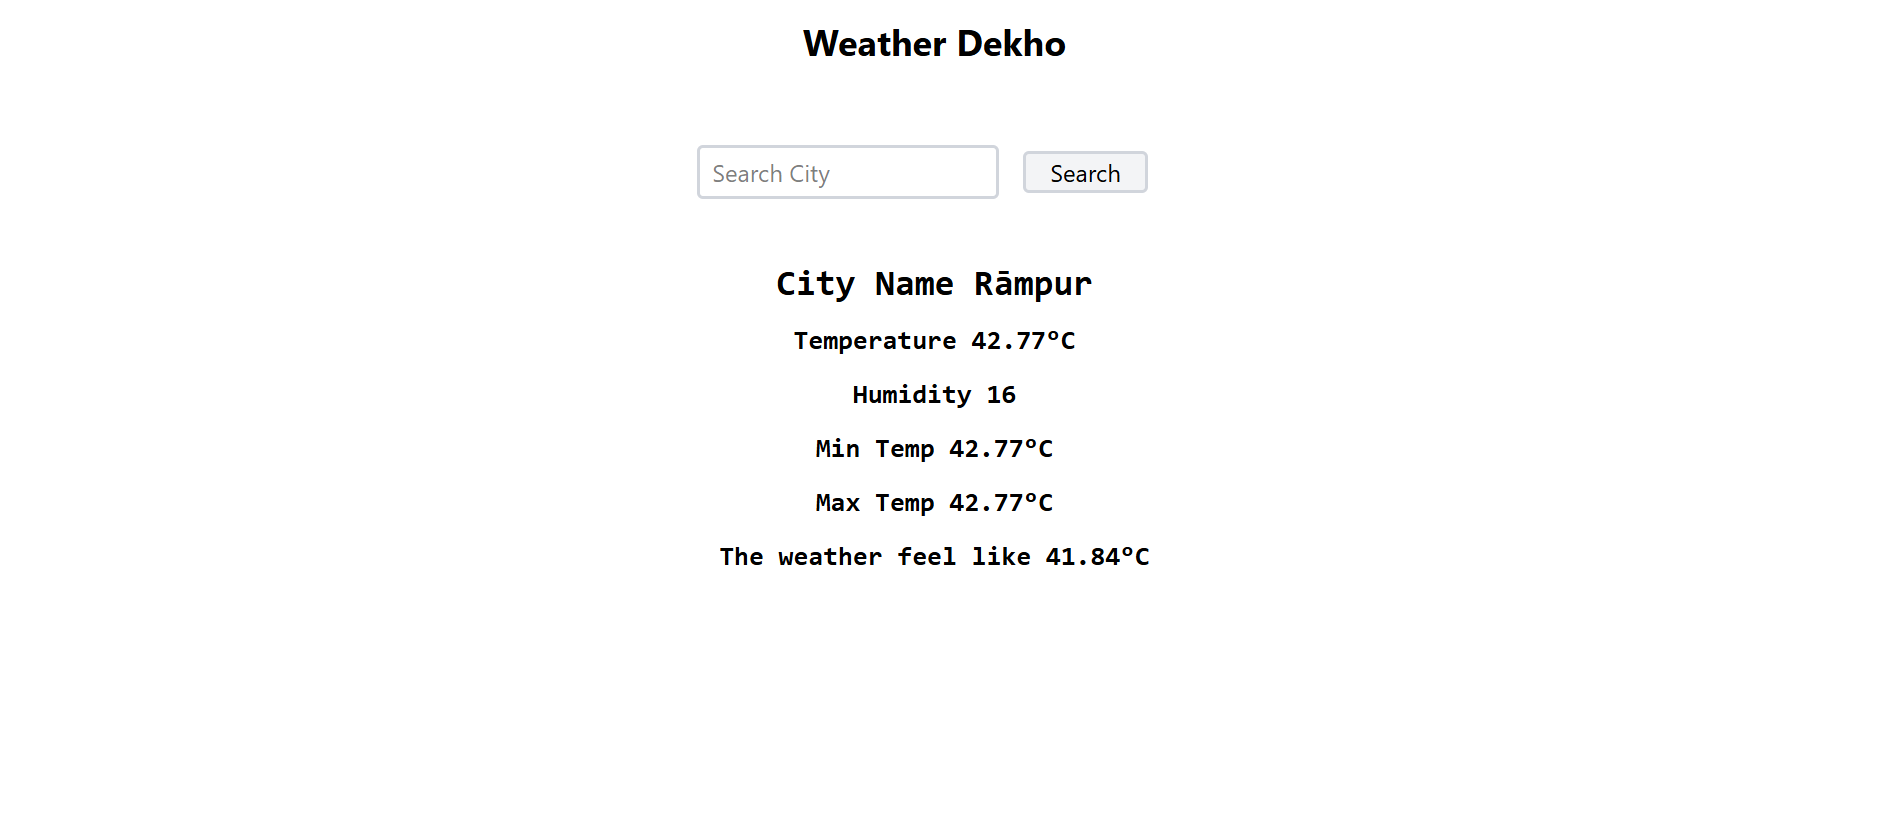 Weather Dekho
Search City
Search
City Name Rāmpur
Temperature 42.77°C
Humidity 16
Min Temp 42.77°C
Max Temp 42.77°C
The weather feel like 41.84°C